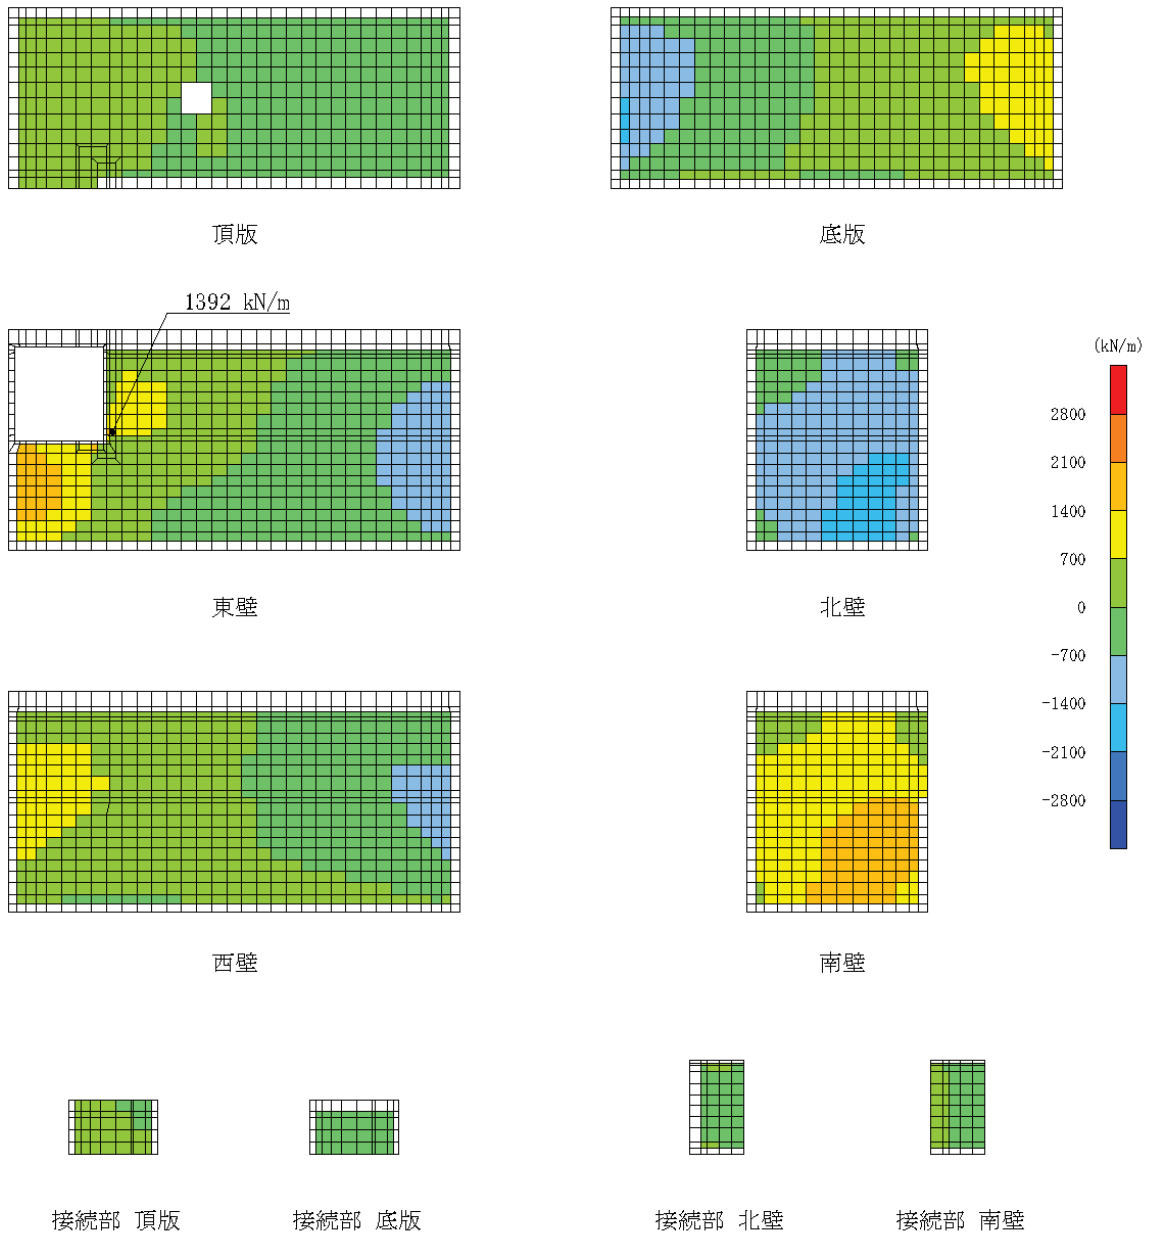 頂版
底版
1392 kN/m
東壁
北壁
(kN/m)
2800
2100
1400
700
0
-700
-1400
-2100
-2800
西壁
南壁
接続部 頂版
接続部 底版
接続部 北壁
接続部 南壁